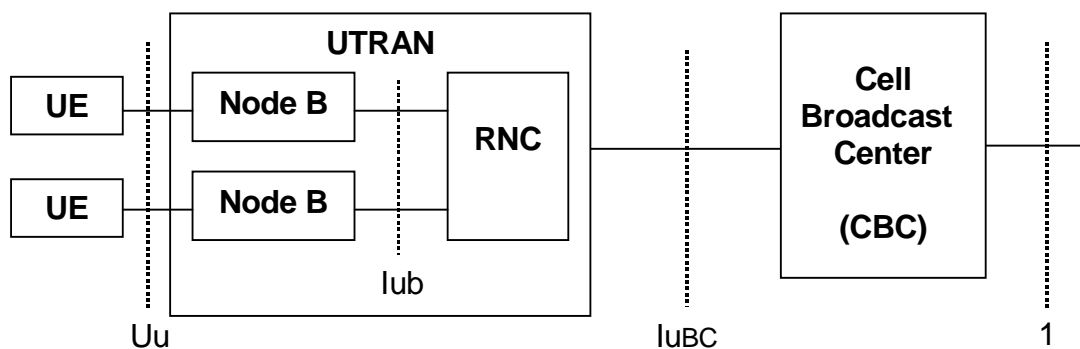 UTRAN
UE
Node B
RNC
Cell
Broadcast
Center
(CBC)
UE
Node B
Iub
Uu
IuBC
1